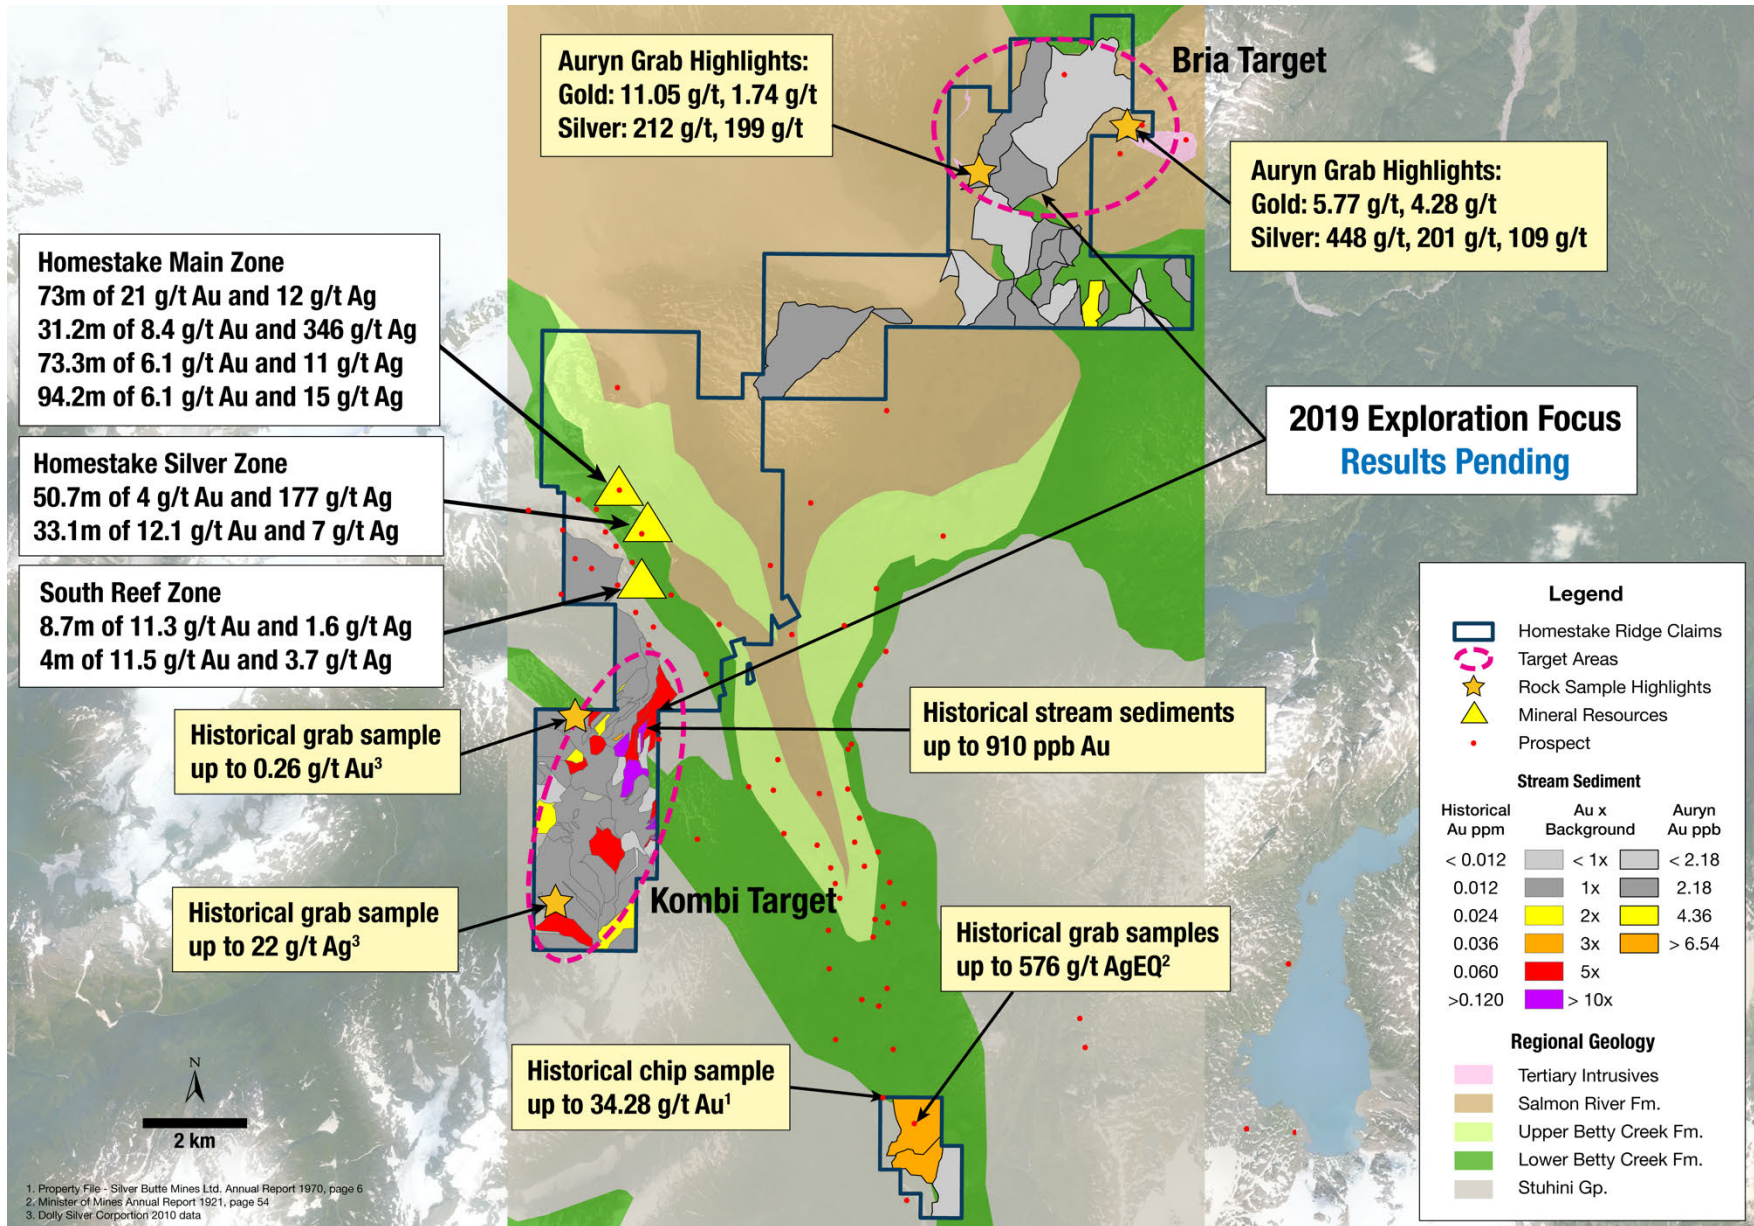 Auryn Grab Highlights:
Gold: 11.05 g/t, 1.74 g/t
Silver: 212 g/t, 199 g/t
Bria Target
Auryn Grab Highlights:
Gold: 5.77 g/t, 4.28 g/t
Silver: 448 g/t, 201 g/t, 109 g/t
Homestake Main Zone
73m of 21 g/t Au and 12 g/t Ag
31.2m of 8.4 g/t Au and 346 g/t Ag
73.3m of 6.1 g/t Au and 11 g/t Ag
94.2m of 6.1 g/t Au and 15 g/t Ag
Homestake Silver Zone
50.7m of 4 g/t Au and 177 g/t Ag
33.1m of 12.1 g/t Au and 7 g/t Ag
South Reef Zone
8.7m of 11.3 g/t Au and 1.6 g/t Ag
4m of 11.5 g/t Au and 3.7 g/t Ag
2019 Exploration Focus
Results Pending
Historical grab sample
up to 0.26 g/t Au³
Historical stream sediments
up to 910 ppb Au
Historical grab sample
up to 22 g/t Ag³
Kombi Target
Historical grab samples
up to 576 g/t AgEQ²
Historical chip sample
up to 34.28 g/t Au¹
N
2 km
1. Property File - Silver Butte Mines Ltd. Annual Report 1970, page 6
2. Minister of Mines Annual Report 1921, page 54
3. Dolly Silver Corportion 2010 data
Legend
Homestake Ridge Claims
Target Areas
Rock Sample Highlights
Mineral Resources
Prospect
Stream Sediment
Historical Au ppm
Au x Background
Auryn Au ppb
< 0.012 < 1x < 2.18
0.012 1x 2.18
0.024 2x 4.36
0.036 3x > 6.54
0.060 5x
>0.120 > 10x
Regional Geology
Tertiary Intrusives
Salmon River Fm.
Upper Betty Creek Fm.
Lower Betty Creek Fm.
Stuhini Gp.